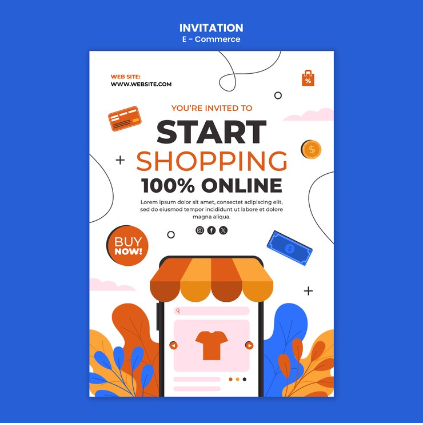 INVITATION
E - Commerce
WEB SITE:
WWW.WEBSITE.COM
YOU'RE INVITED TO
START
SHOPPING
100% ONLINE
Lorem ipsum dolor sit amet, consectetur adipiscing elit,
sed do eiusmod tempor incididunt ut labore et dolore
magna aliqua.
BUY
NOW!